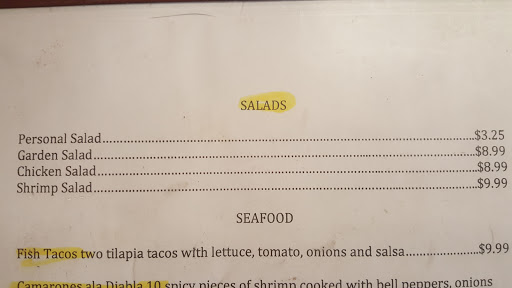 SALADS
Personal Salad....................................................................................................$3.25
Garden Salad......................................................................................................$8.99
Chicken Salad.....................................................................................................$8.99
Shrimp Salad......................................................................................................$9.99
SEAFOOD
Fish Tacos two tilapia tacos with lettuce, tomato, onions and salsa...................$9.99
Camarones ala Diabla 10 spicy pieces of shrimp cooked with bell peppers, onions